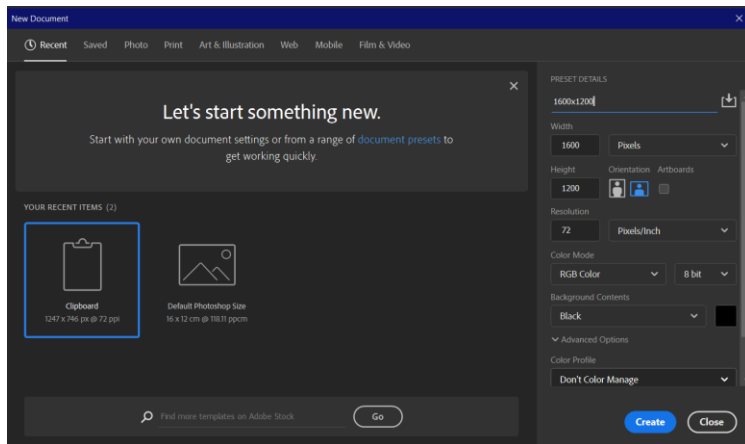 New Document
Recent Saved Photo Print Art & Illustration Web Mobile Film & Video
Let's start something new.
Start with your own document settings or from a range of document presets to
get working quickly.
YOUR RECENT ITEMS (2)
Clipboard
1247 x 746 px @ 72 ppi
Default Photoshop Size
16 x 12 cm @ 118.11 ppcm
Find more templates on Adobe Stock
Go
PRESET DETAILS
1600x1200
Width
1600 Pixels
Height Orientation Artboards
1200
Resolution
72 Pixels/Inch
Color Mode
RGB Color 8 bit
Background Contents
Black
Advanced Options
Color Profile
Don't Color Manage
Create Close